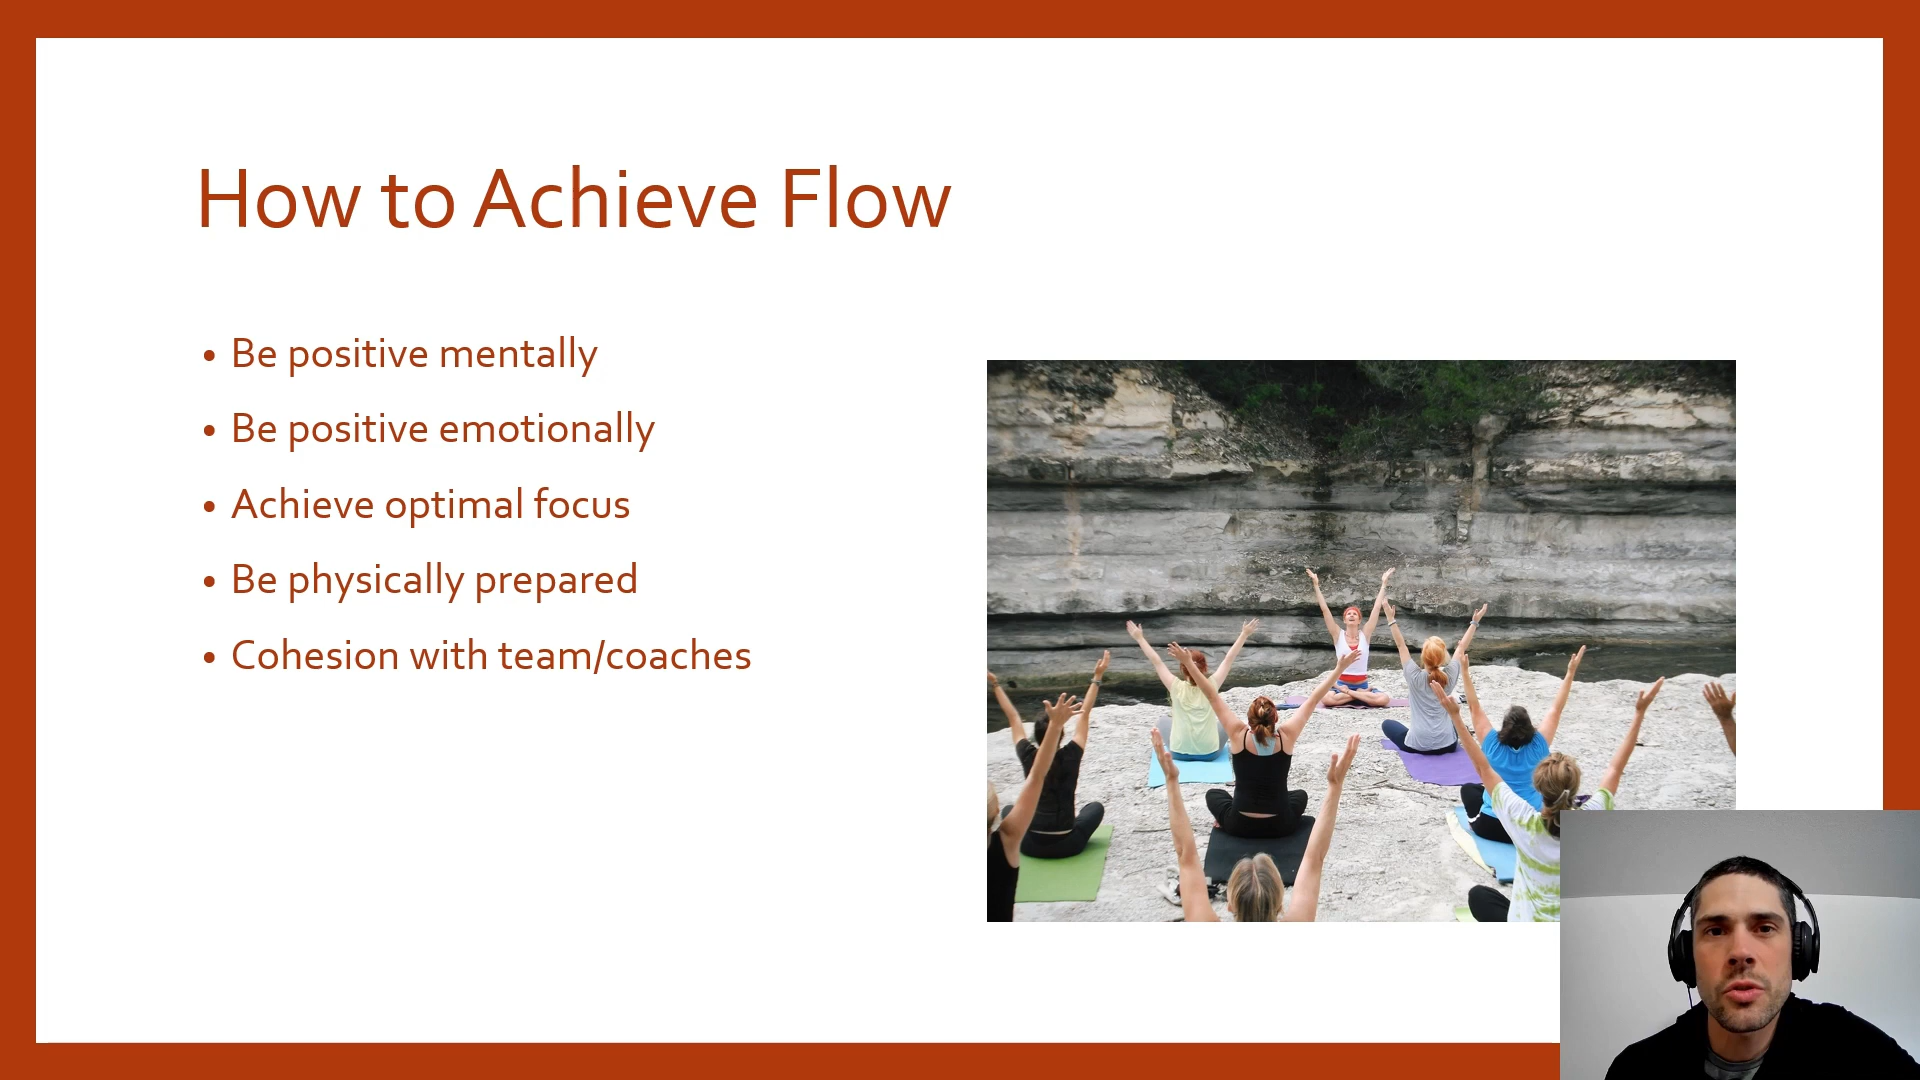 How to Achieve Flow
• Be positive mentally
• Be positive emotionally
• Achieve optimal focus
• Be physically prepared
• Cohesion with team/coaches